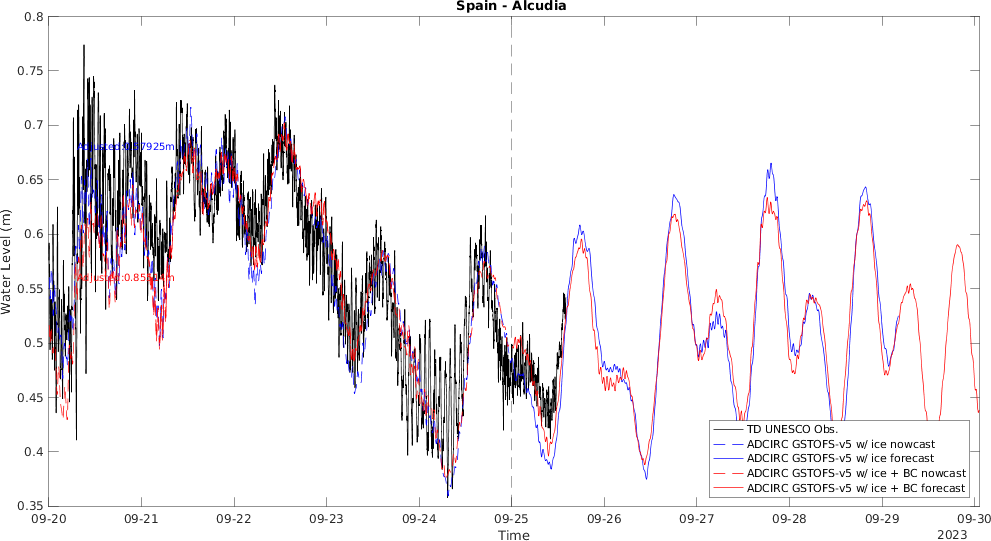 Spain - Alcudia
0.8
0.75
0.7
0.65
0.6
0.55
0.5
0.45
0.4
0.35
Water Level (m)
TD UNESCO Obs.
ADCIRC GSTOFS-v5 w/ ice nowcast
ADCIRC GSTOFS-v5 w/ ice forecast
ADCIRC GSTOFS-v5 w/ ice + BC nowcast
ADCIRC GSTOFS-v5 w/ ice + BC forecast
09-20 09-21 09-22 09-23 09-24 09-25 09-26 09-27 09-28 09-29 09-30
Time
2023